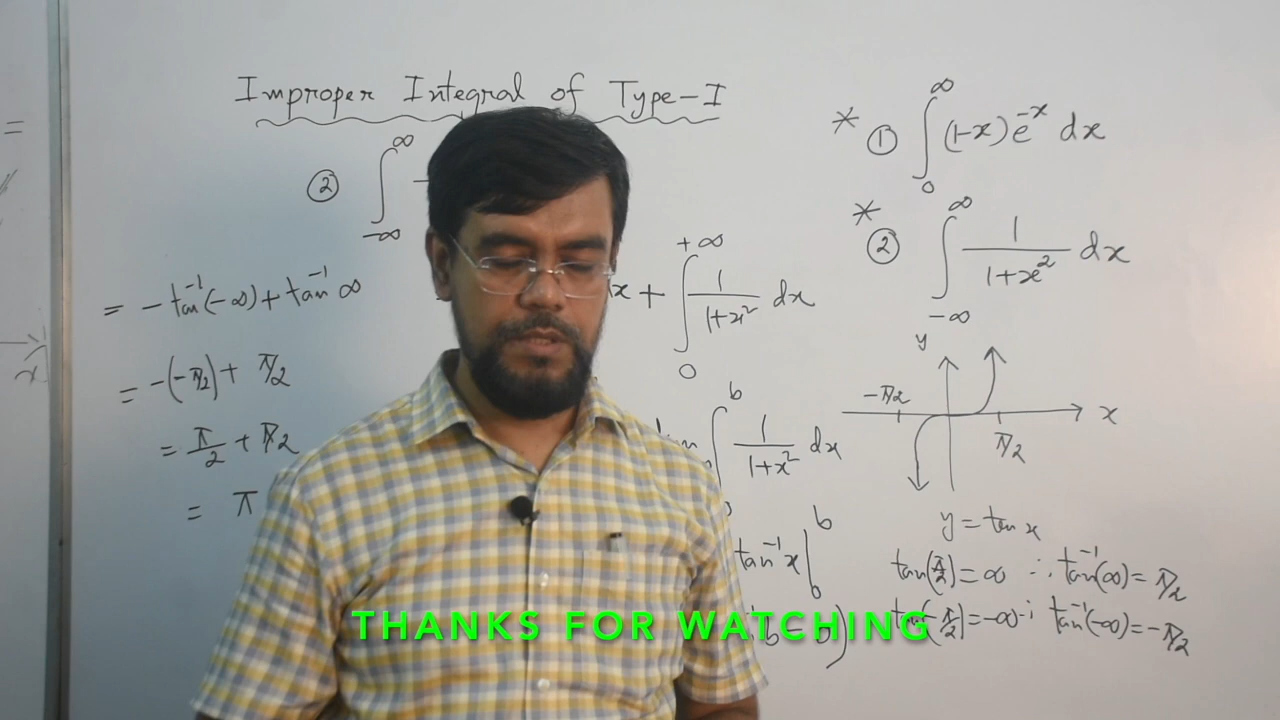 Improper Integral of Type-I
② ∫_{-∞}^{∞}
= - tan⁻¹(-∞) + tan⁻¹ ∞
= -(-π/2) + π/2
= π/2 + π/2
= π
x + ∫_{0}^{+∞} 1/(1+x²) dx
∫^{b} 1/(1+x²) dx
tan⁻¹x |_{0}^{b}
b - 0)
* ① ∫_{0}^{∞} (1-x) e^{-x} dx
* ② ∫_{-∞}^{∞} 1/(1+x²) dx
y
-π/2
x
π/2
y = tan x
tan(π/2) = ∞ ∴ tan⁻¹(∞) = π/2
tan(-π/2) = -∞ ∴ tan⁻¹(-∞) = -π/2
THANKS FOR WATCHING